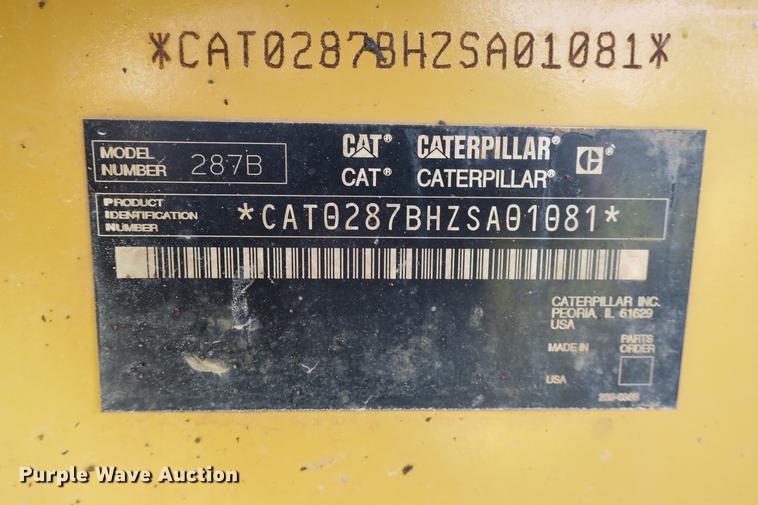 *CAT0287BHZSA01081*
MODEL NUMBER 287B
CAT® CATERPILLAR® C®
CAT® CATERPILLAR®
PRODUCT IDENTIFICATION NUMBER *CAT0287BHZSA01081*
CATERPILLAR INC.
PEORIA, IL 61629
USA
MADE IN
PARTS ORDER
USA
Purple Wave Auction